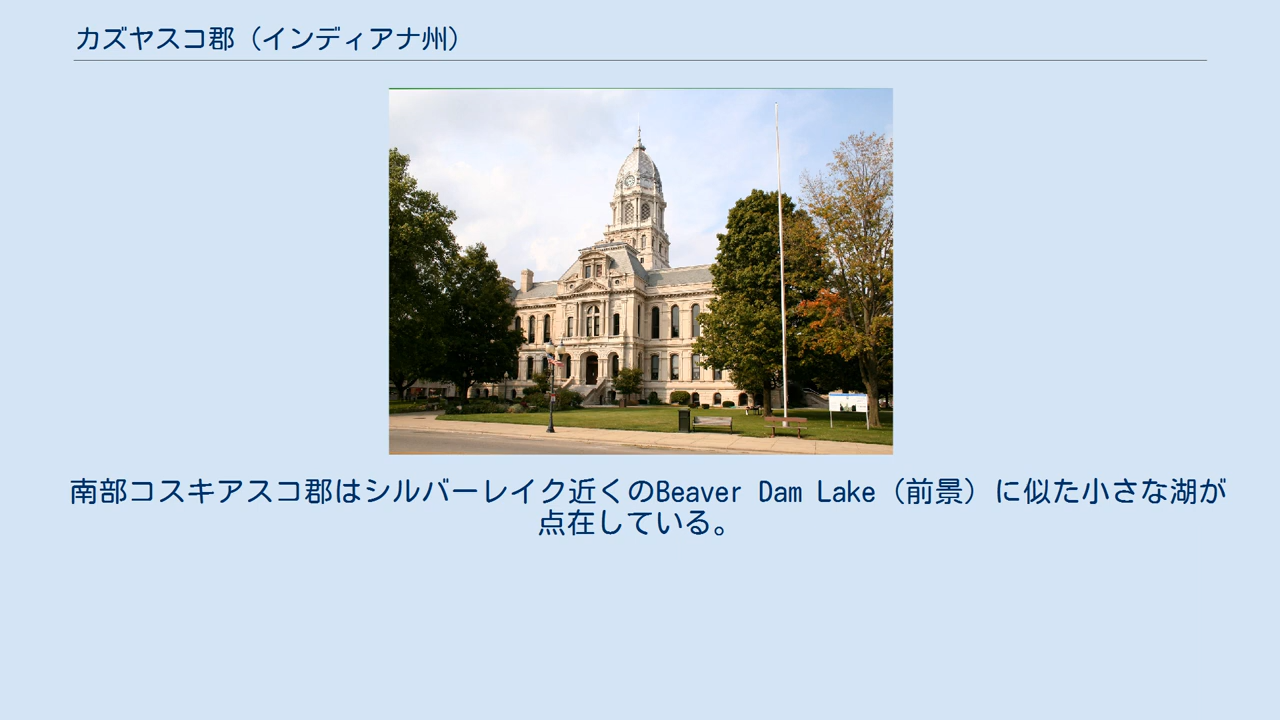 カズヤスコ郡（インディアナ州）
南部コスキアスコ郡はシルバーレイク近くのBeaver Dam Lake（前景）に似た小さな湖が
点在している。